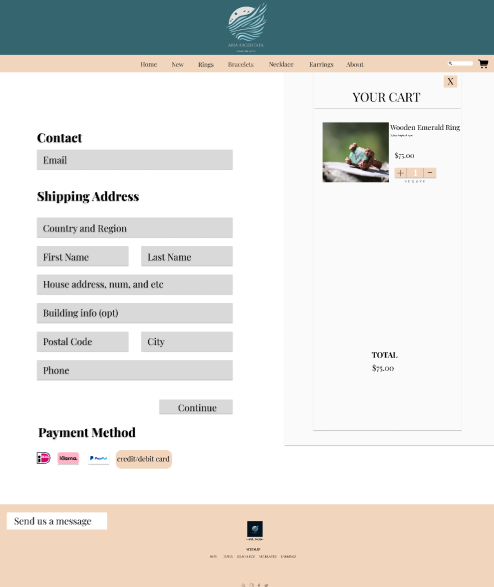 Home New Rings Bracelets Necklace Earrings About
X
YOUR CART
Wooden Emerald Ring
$75.00
+ 1 −
Contact
Email
Shipping Address
Country and Region
First Name Last Name
House address, num, and etc
Building info (opt)
Postal Code City
Phone
TOTAL
$75.00
Continue
Payment Method
Klarna. PayPal credit/debit card
Send us a message